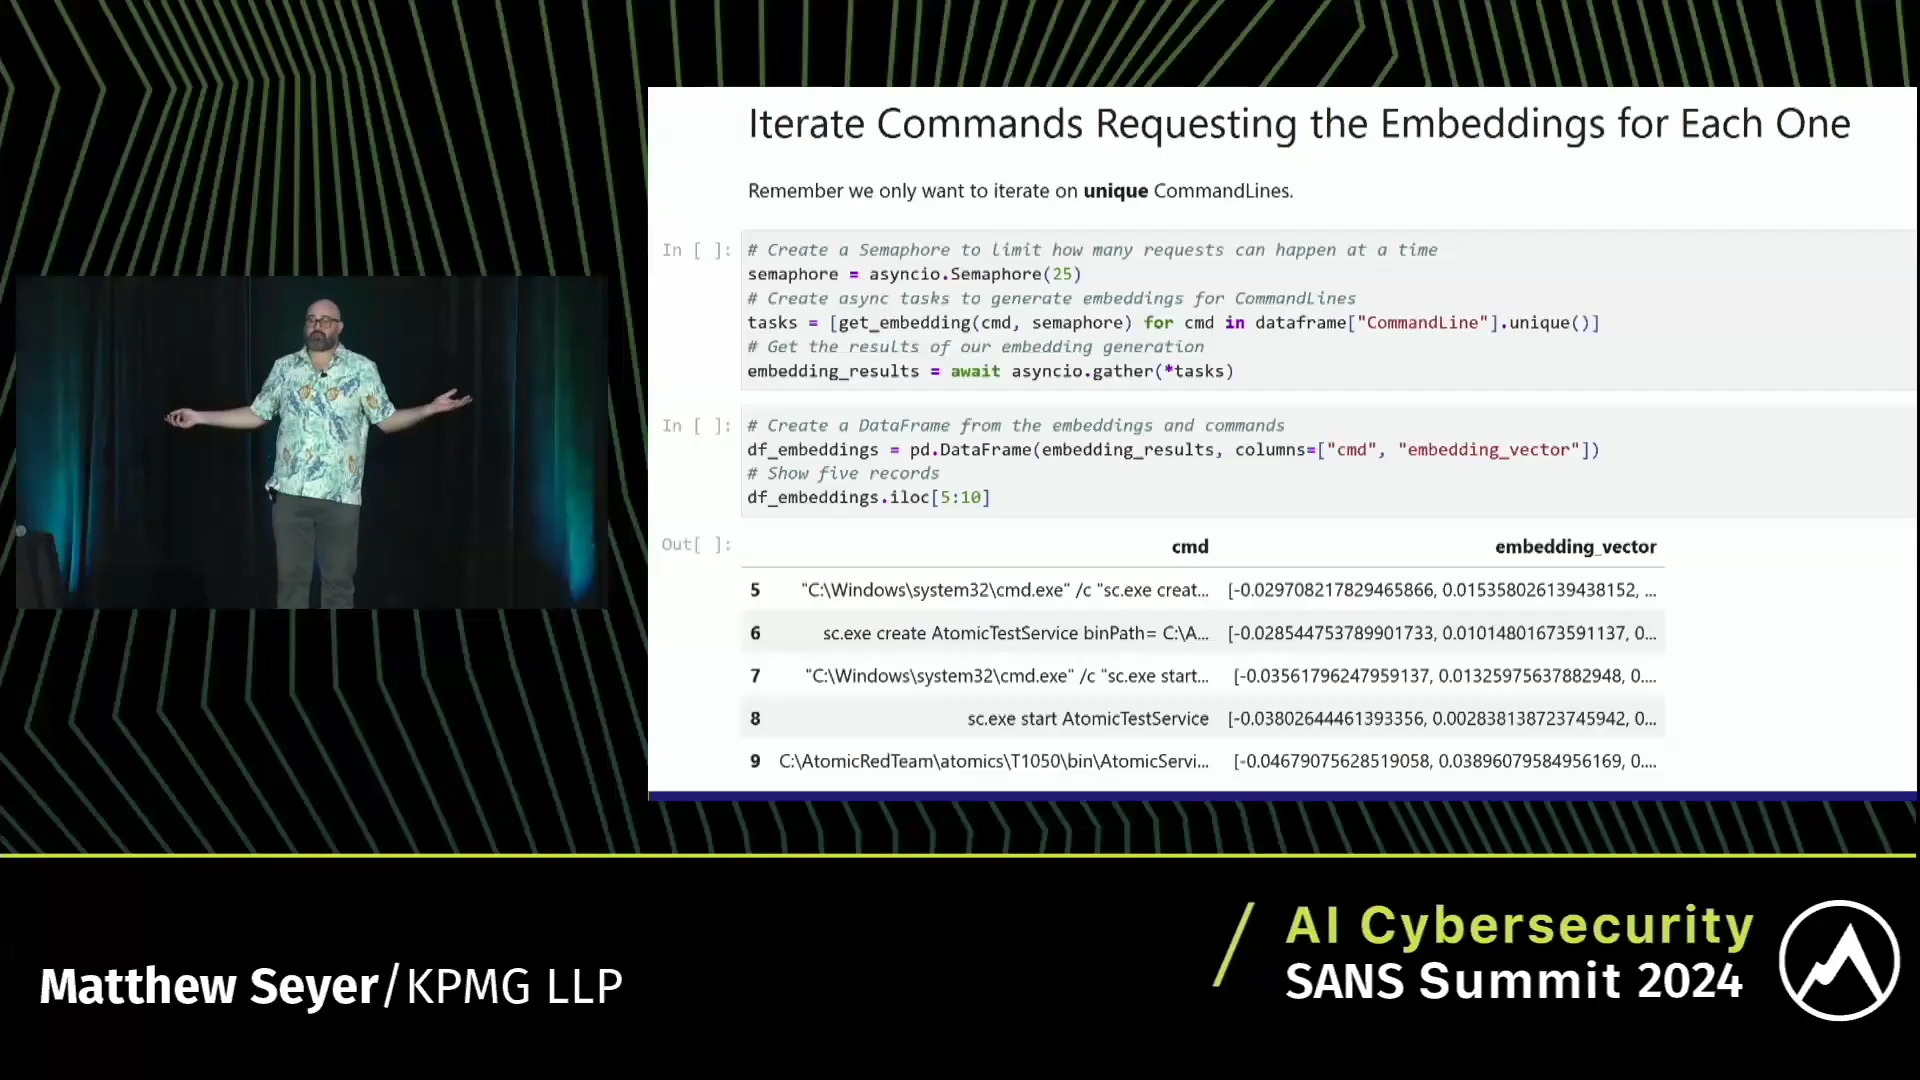 Iterate Commands Requesting the Embeddings for Each One
Remember we only want to iterate on unique CommandLines.
In [ ]:
# Create a Semaphore to limit how many requests can happen at a time
semaphore = asyncio.Semaphore(25)
# Create async tasks to generate embeddings for CommandLines
tasks = [get_embedding(cmd, semaphore) for cmd in dataframe["CommandLine"].unique()]
# Get the results of our embedding generation
embedding_results = await asyncio.gather(*tasks)
In [ ]:
# Create a DataFrame from the embeddings and commands
df_embeddings = pd.DataFrame(embedding_results, columns=["cmd", "embedding_vector"])
# Show five records
df_embeddings.iloc[5:10]
Out[ ]:
cmd embedding_vector
5 "C:\Windows\system32\cmd.exe" /c "sc.exe creat... [-0.029708217829465866, 0.015358026139438152, ...
6 sc.exe create AtomicTestService binPath= C:\A... [-0.028544753789901733, 0.01014801673591137, 0...
7 "C:\Windows\system32\cmd.exe" /c "sc.exe start... [-0.03561796247959137, 0.01325975637882948, 0....
8 sc.exe start AtomicTestService [-0.03802644461393356, 0.002838138723745942, 0...
9 C:\AtomicRedTeam\atomics\T1050\bin\AtomicServi... [-0.04679075628519058, 0.03896079584956169, 0....
Matthew Seyer/KPMG LLP
AI Cybersecurity
SANS Summit 2024